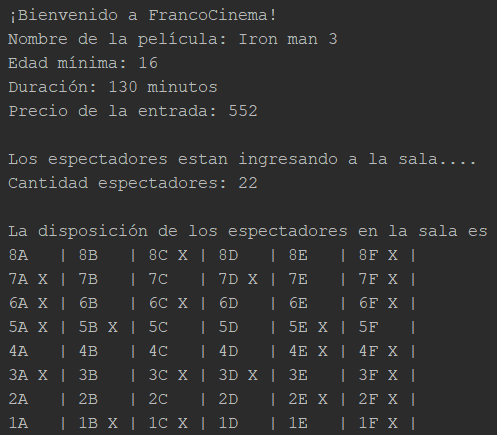 ¡Bienvenido a FrancoCinema!
Nombre de la película: Iron man 3
Edad mínima: 16
Duración: 130 minutos
Precio de la entrada: 552
Los espectadores estan ingresando a la sala....
Cantidad espectadores: 22
La disposición de los espectadores en la sala es
8A   | 8B   | 8C X | 8D   | 8E   | 8F X |
7A X | 7B   | 7C   | 7D X | 7E   | 7F X |
6A X | 6B   | 6C X | 6D   | 6E   | 6F X |
5A X | 5B X | 5C   | 5D   | 5E X | 5F   |
4A   | 4B   | 4C   | 4D   | 4E X | 4F X |
3A X | 3B   | 3C X | 3D X | 3E   | 3F X |
2A   | 2B   | 2C   | 2D   | 2E X | 2F X |
1A   | 1B X | 1C X | 1D   | 1E   | 1F X |